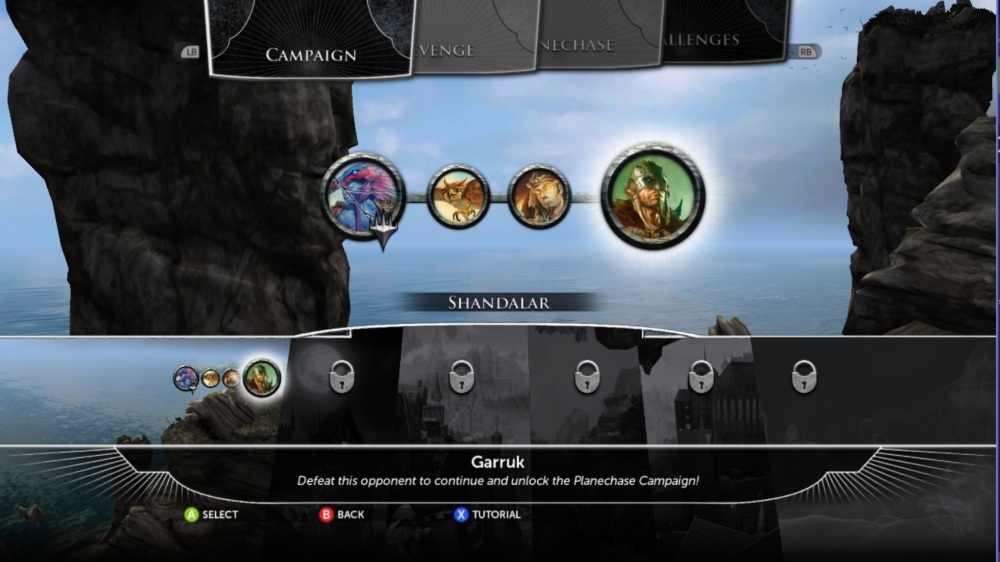 LB
CAMPAIGN
VENGE
NECHASE
ALLENGES
RB
SHANDALAR
Garruk
Defeat this opponent to continue and unlock the Planechase Campaign!
A SELECT
B BACK
X TUTORIAL